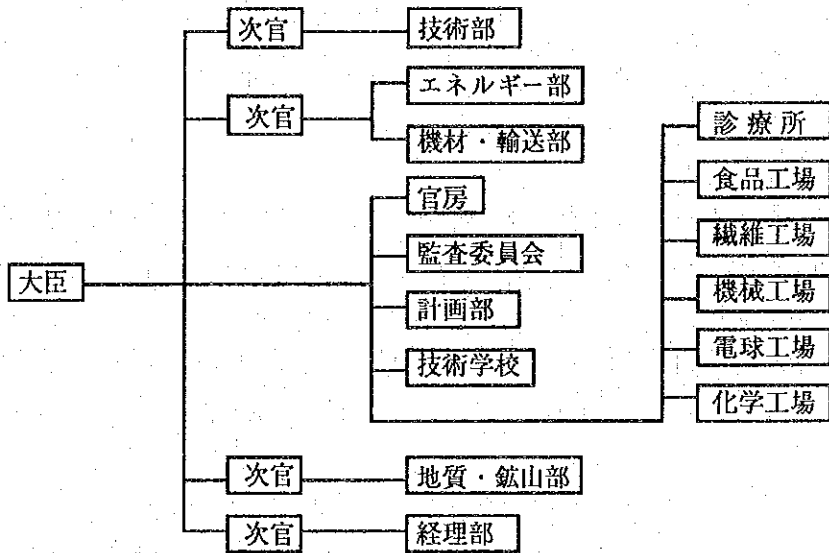 次官
技術部
次官
エネルギー部
機材・輸送部
官房
監査委員会
計画部
技術学校
大臣
診療所
食品工場
繊維工場
機械工場
電球工場
化学工場
次官
地質・鉱山部
次官
経理部